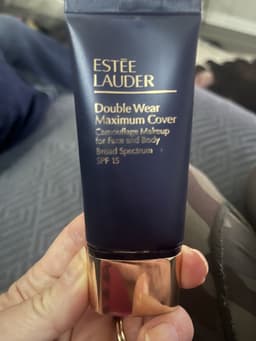 ESTĒE
LAUDER
Double Wear
Maximum Cover
Camouflage Makeup
for Face and Body
Broad Spectrum
SPF 15